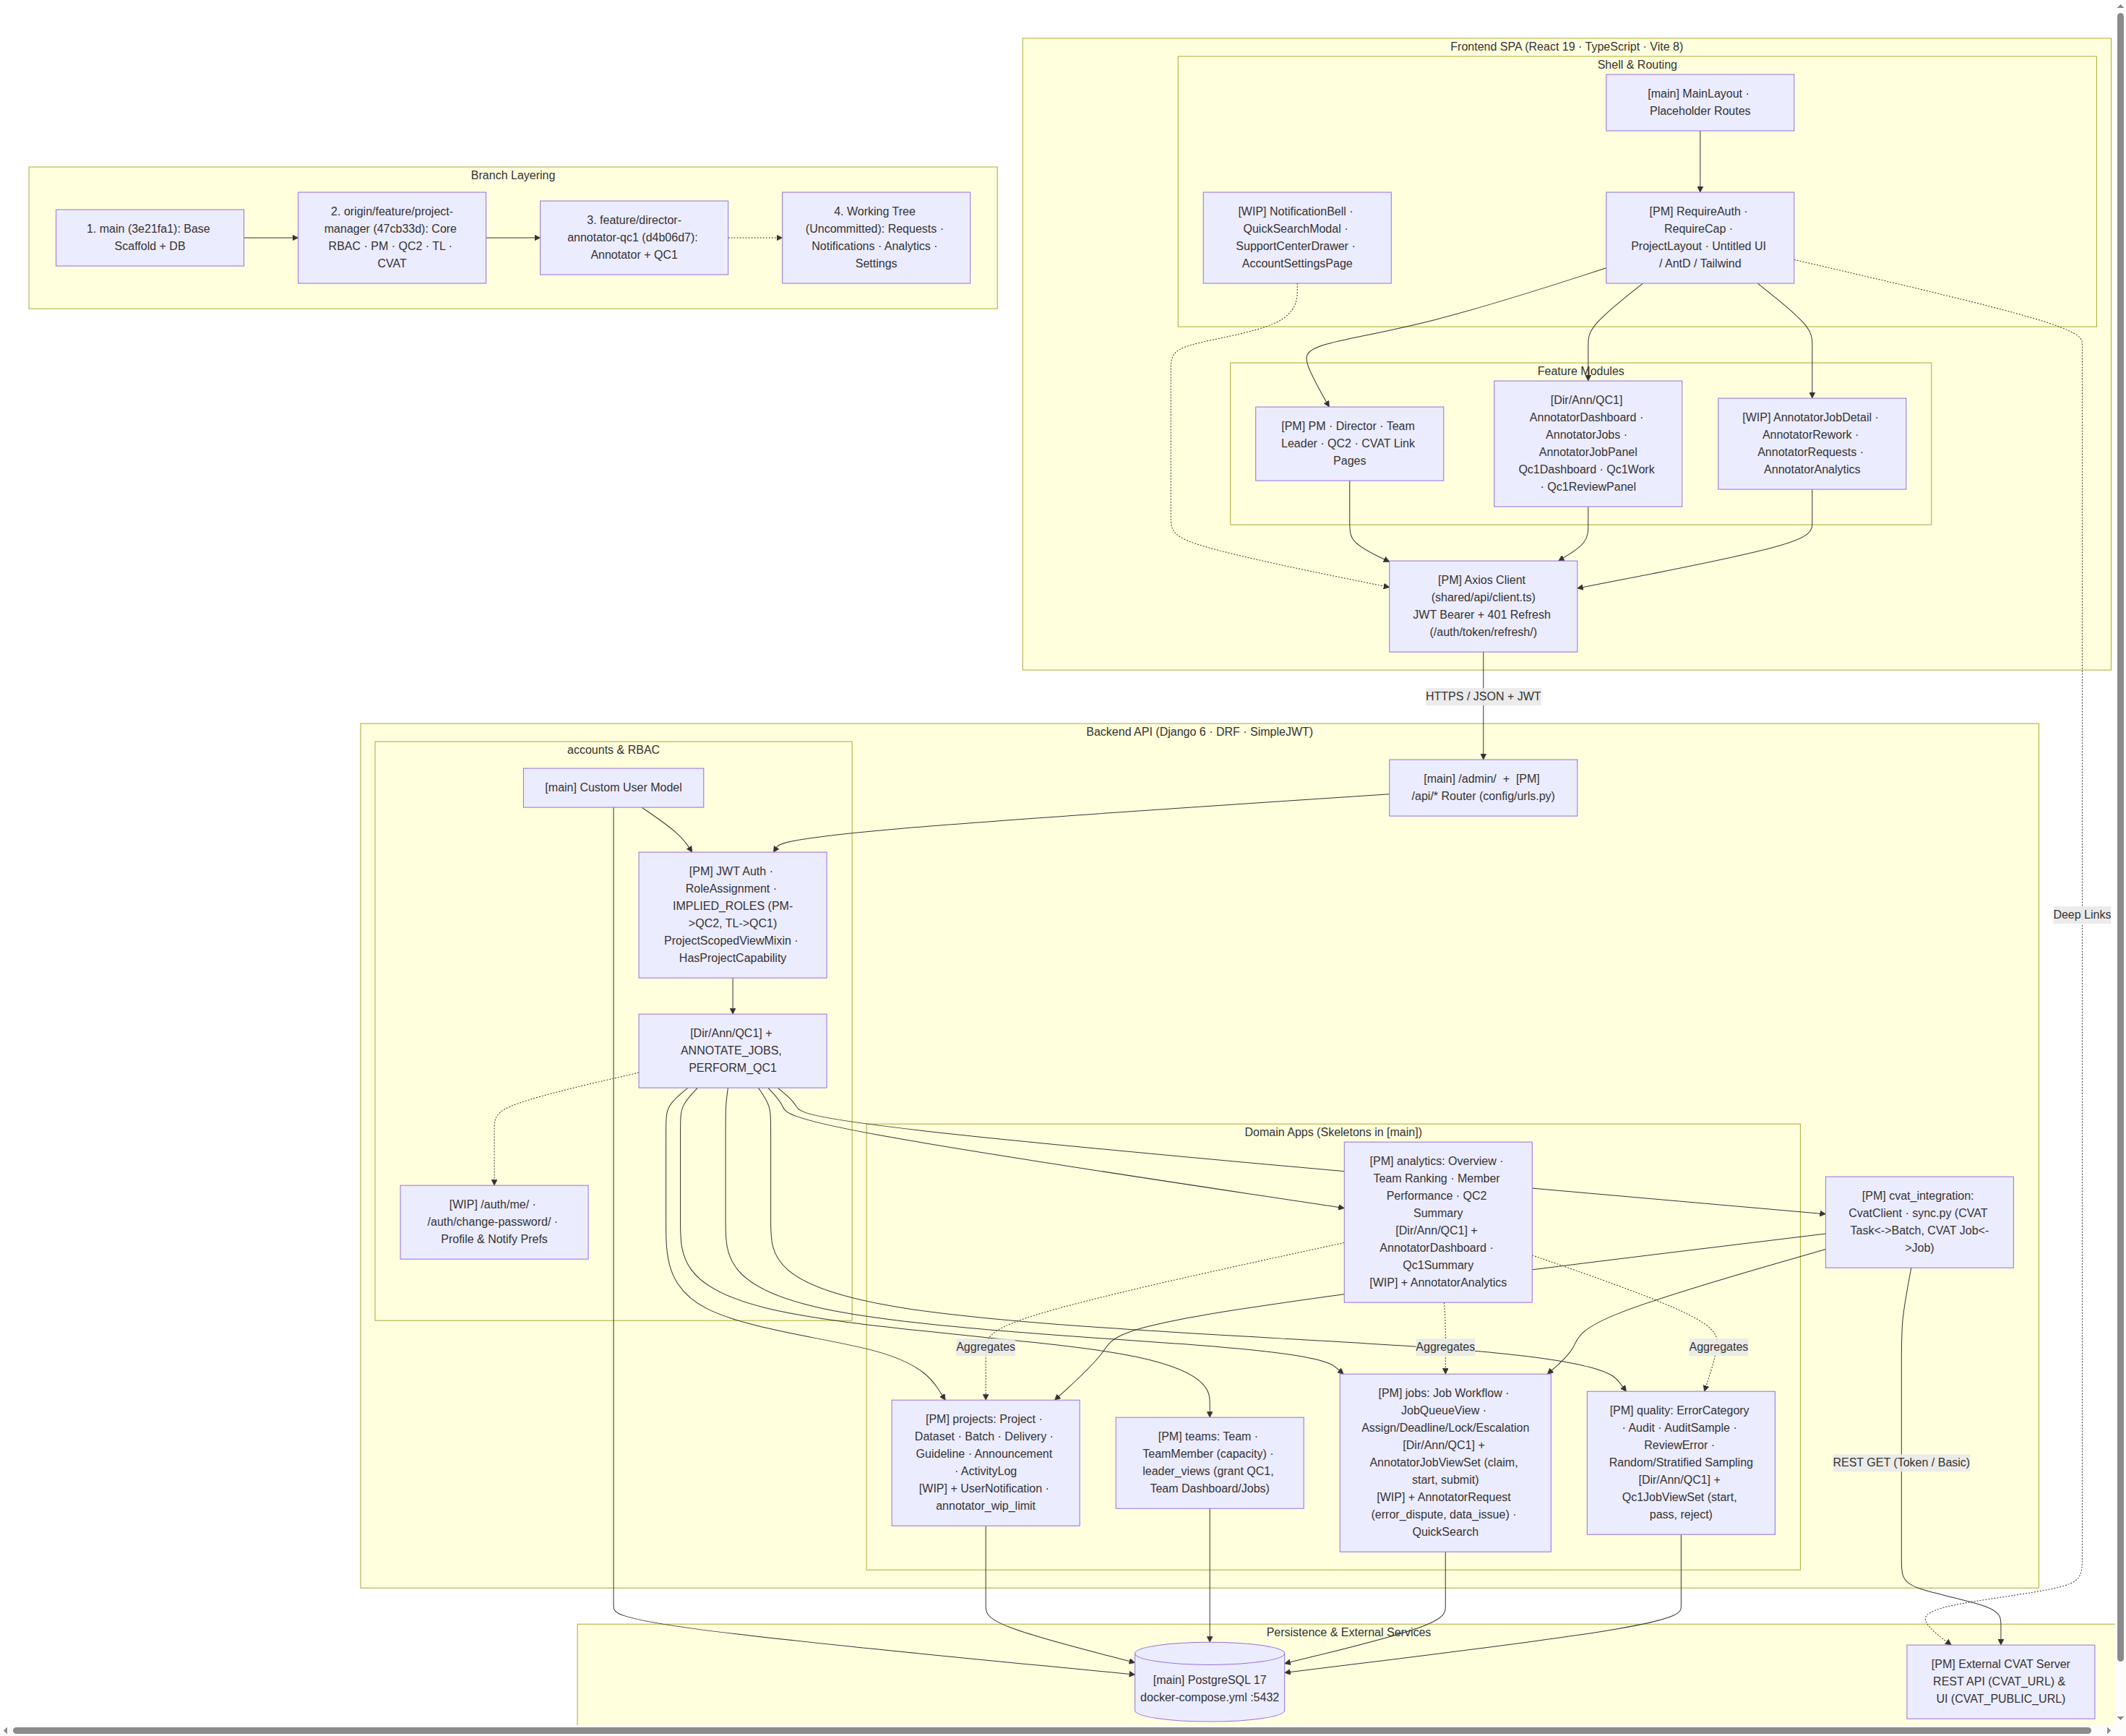 Frontend SPA (React 19 · TypeScript · Vite 8)
Shell & Routing
[main] MainLayout ·
Placeholder Routes
Branch Layering
1. main (3e21fa1): Base
Scaffold + DB
2. origin/feature/project-
manager (47cb33d): Core
RBAC · PM · QC2 · TL ·
CVAT
3. feature/director-
annotator-qc1 (d4b06d7):
Annotator + QC1
4. Working Tree
(Uncommitted): Requests ·
Notifications · Analytics ·
Settings
[WIP] NotificationBell ·
QuickSearchModal ·
SupportCenterDrawer ·
AccountSettingsPage
[PM] RequireAuth ·
RequireCap ·
ProjectLayout · Untitled UI
/ AntD / Tailwind
Feature Modules
[PM] PM · Director · Team
Leader · QC2 · CVAT Link
Pages
[Dir/Ann/QC1]
AnnotatorDashboard ·
AnnotatorJobs ·
AnnotatorJobPanel
Qc1Dashboard · Qc1Work
· Qc1ReviewPanel
[WIP] AnnotatorJobDetail ·
AnnotatorRework ·
AnnotatorRequests ·
AnnotatorAnalytics
[PM] Axios Client
(shared/api/client.ts)
JWT Bearer + 401 Refresh
(/auth/token/refresh/)
HTTPS / JSON + JWT
Backend API (Django 6 · DRF · SimpleJWT)
accounts & RBAC
[main] Custom User Model
[main] /admin/ + [PM]
/api/* Router (config/urls.py)
[PM] JWT Auth ·
RoleAssignment ·
IMPLIED_ROLES (PM-
>QC2, TL->QC1)
ProjectScopedViewMixin ·
HasProjectCapability
Deep Links
[Dir/Ann/QC1] +
ANNOTATE_JOBS,
PERFORM_QC1
[WIP] /auth/me/ ·
/auth/change-password/ ·
Profile & Notify Prefs
Domain Apps (Skeletons in [main])
[PM] analytics: Overview ·
Team Ranking · Member
Performance · QC2
Summary
[Dir/Ann/QC1] +
AnnotatorDashboard ·
Qc1Summary
[WIP] + AnnotatorAnalytics
[PM] cvat_integration:
CvatClient · sync.py (CVAT
Task<->Batch, CVAT Job<-
>Job)
Aggregates
Aggregates
Aggregates
[PM] projects: Project ·
Dataset · Batch · Delivery ·
Guideline · Announcement
· ActivityLog
[WIP] + UserNotification ·
annotator_wip_limit
[PM] teams: Team ·
TeamMember (capacity) ·
leader_views (grant QC1,
Team Dashboard/Jobs)
[PM] jobs: Job Workflow ·
JobQueueView ·
Assign/Deadline/Lock/Escalation
[Dir/Ann/QC1] +
AnnotatorJobViewSet (claim,
start, submit)
[WIP] + AnnotatorRequest
(error_dispute, data_issue) ·
QuickSearch
[PM] quality: ErrorCategory
· Audit · AuditSample ·
ReviewError ·
Random/Stratified Sampling
[Dir/Ann/QC1] +
Qc1JobViewSet (start,
pass, reject)
REST GET (Token / Basic)
Persistence & External Services
[main] PostgreSQL 17
docker-compose.yml :5432
[PM] External CVAT Server
REST API (CVAT_URL) &
UI (CVAT_PUBLIC_URL)